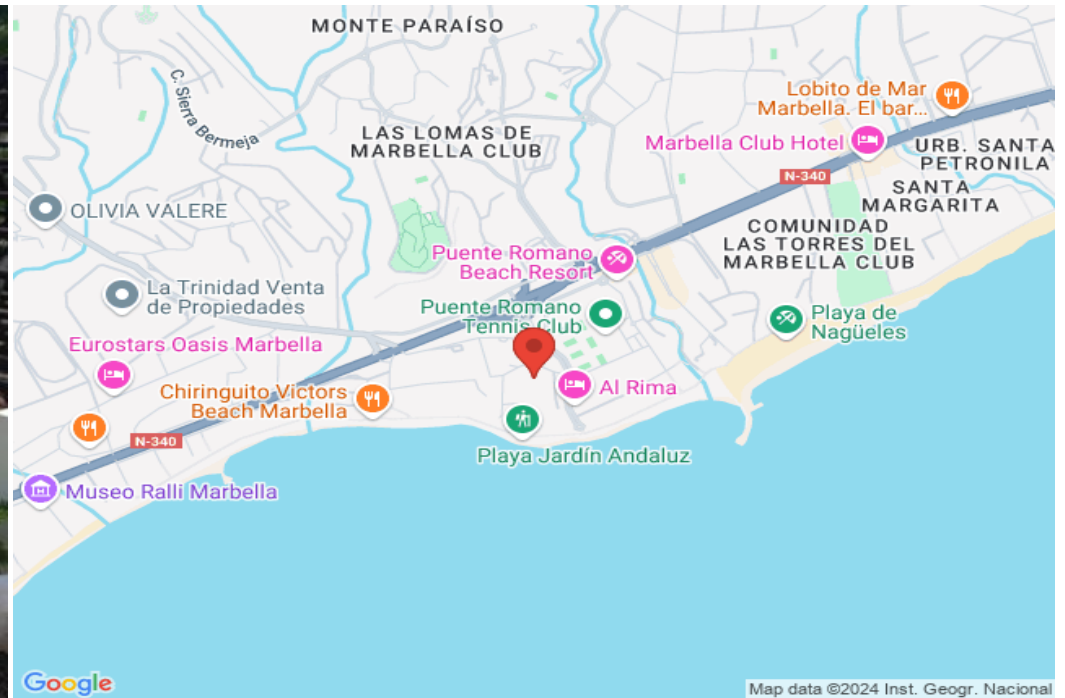 MONTE PARAÍSO
C. Sierra Bermeja
LAS LOMAS DE
MARBELLA CLUB
Lobito de Mar
Marbella. El bar...
Marbella Club Hotel
URB. SANTA
PETRONILA
N-340
SANTA
MARGARITA
OLIVIA VALERE
COMUNIDAD
LAS TORRES DEL
MARBELLA CLUB
Puente Romano
Beach Resort
La Trinidad Venta
de Propiedades
Puente Romano
Tennis Club
Playa de
Nagüeles
Eurostars Oasis Marbella
Chiringuito Victors
Beach Marbella
Al Rima
N-340
Playa Jardín Andaluz
Museo Ralli Marbella
Google
Map data ©2024 Inst. Geogr. Nacional